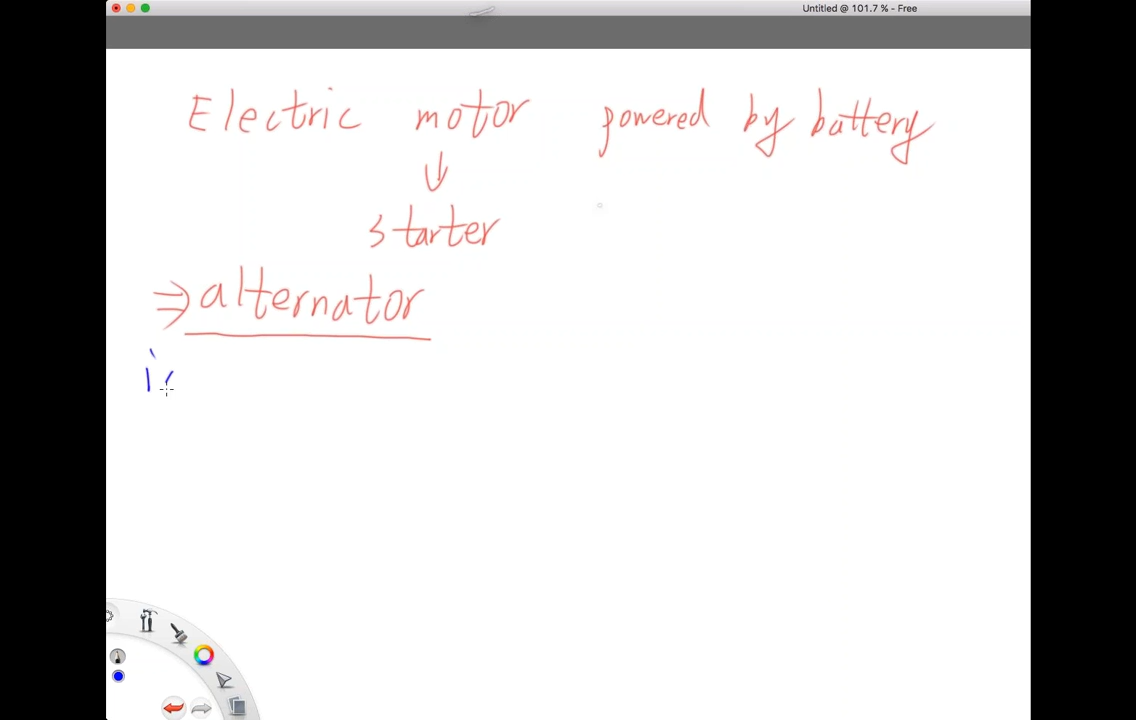 Untitled @ 101.7 % - Free
Electric motor powered by battery
↓
starter
⇒ alternator